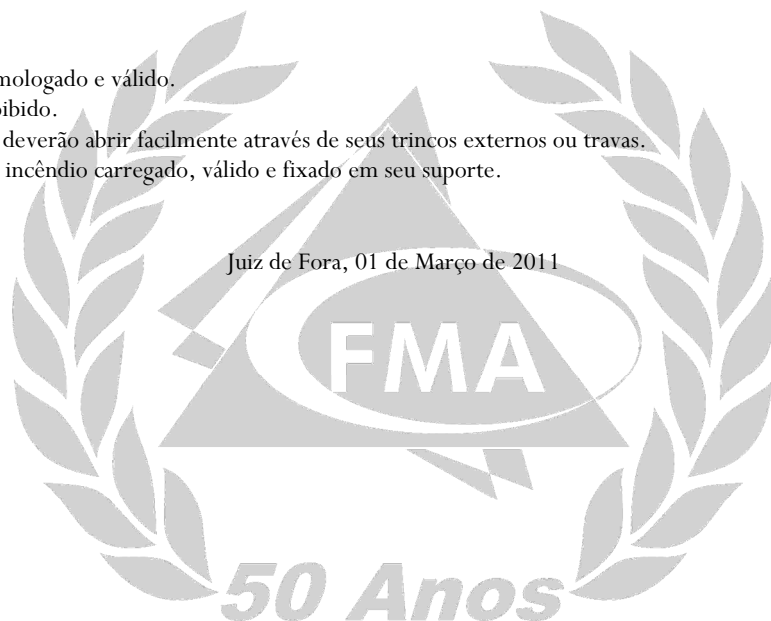 mologado e válido.
ibido.
deverão abrir facilmente através de seus trincos externos ou travas.
incêndio carregado, válido e fixado em seu suporte.
Juiz de Fora, 01 de Março de 2011
FMA
50 Anos